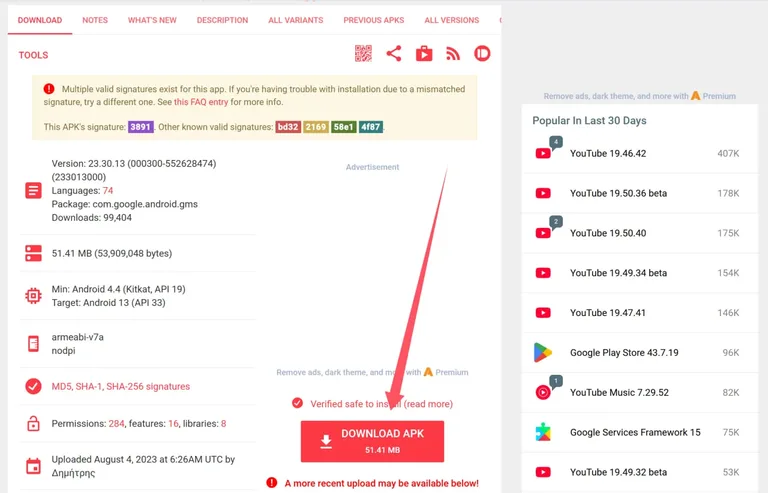 DOWNLOAD NOTES WHAT'S NEW DESCRIPTION ALL VARIANTS PREVIOUS APKS ALL VERSIONS
TOOLS
Multiple valid signatures exist for this app. If you're having trouble with installation due to a mismatched
signature, try a different one. See this FAQ entry for more info.
This APK's signature: 3891. Other known valid signatures: bd32 2169 58e1 4f87.
Version: 23.30.13 (000300-552628474)
(233013000)
Languages: 74
Package: com.google.android.gms
Downloads: 99,404
51.41 MB (53,909,048 bytes)
Min: Android 4.4 (Kitkat, API 19)
Target: Android 13 (API 33)
armeabi-v7a
nodpi
MD5, SHA-1, SHA-256 signatures
Permissions: 284, features: 16, libraries: 8
Uploaded August 4, 2023 at 6:26AM UTC by
Δημήτρης
Advertisement
Remove ads, dark theme, and more with Premium
Verified safe to install (read more)
DOWNLOAD APK
51.41 MB
A more recent upload may be available below!
Remove ads, dark theme, and more with Premium
Popular In Last 30 Days
4 YouTube 19.46.42 407K
YouTube 19.50.36 beta 178K
2 YouTube 19.50.40 175K
YouTube 19.49.34 beta 154K
YouTube 19.47.41 146K
Google Play Store 43.7.19 96K
1 YouTube Music 7.29.52 82K
Google Services Framework 15 75K
YouTube 19.49.32 beta 53K